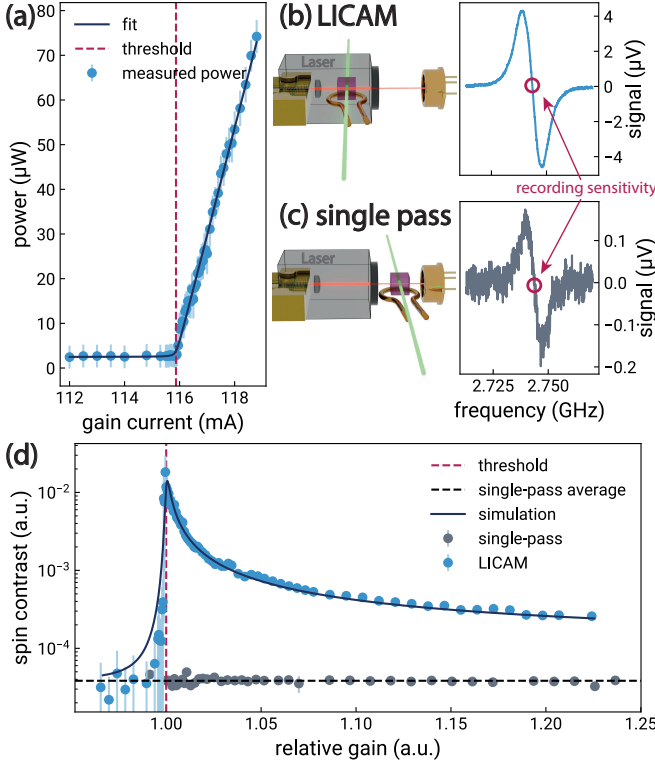 (a)
power (μW)
80
70
60
50
40
30
20
10
0
fit
threshold
measured power
112
114
116
118
gain current (mA)
(b) LICAM
Laser
4
2
0
−2
−4
signal (μV)
recording sensitivity
(c) single pass
Laser
0.1
0.0
−0.1
−0.2
signal (μV)
2.725
2.750
frequency (GHz)
(d)
spin contrast (a.u.)
10⁻²
10⁻³
10⁻⁴
threshold
single-pass average
simulation
single-pass
LICAM
1.00
1.05
1.10
1.15
1.20
1.25
relative gain (a.u.)